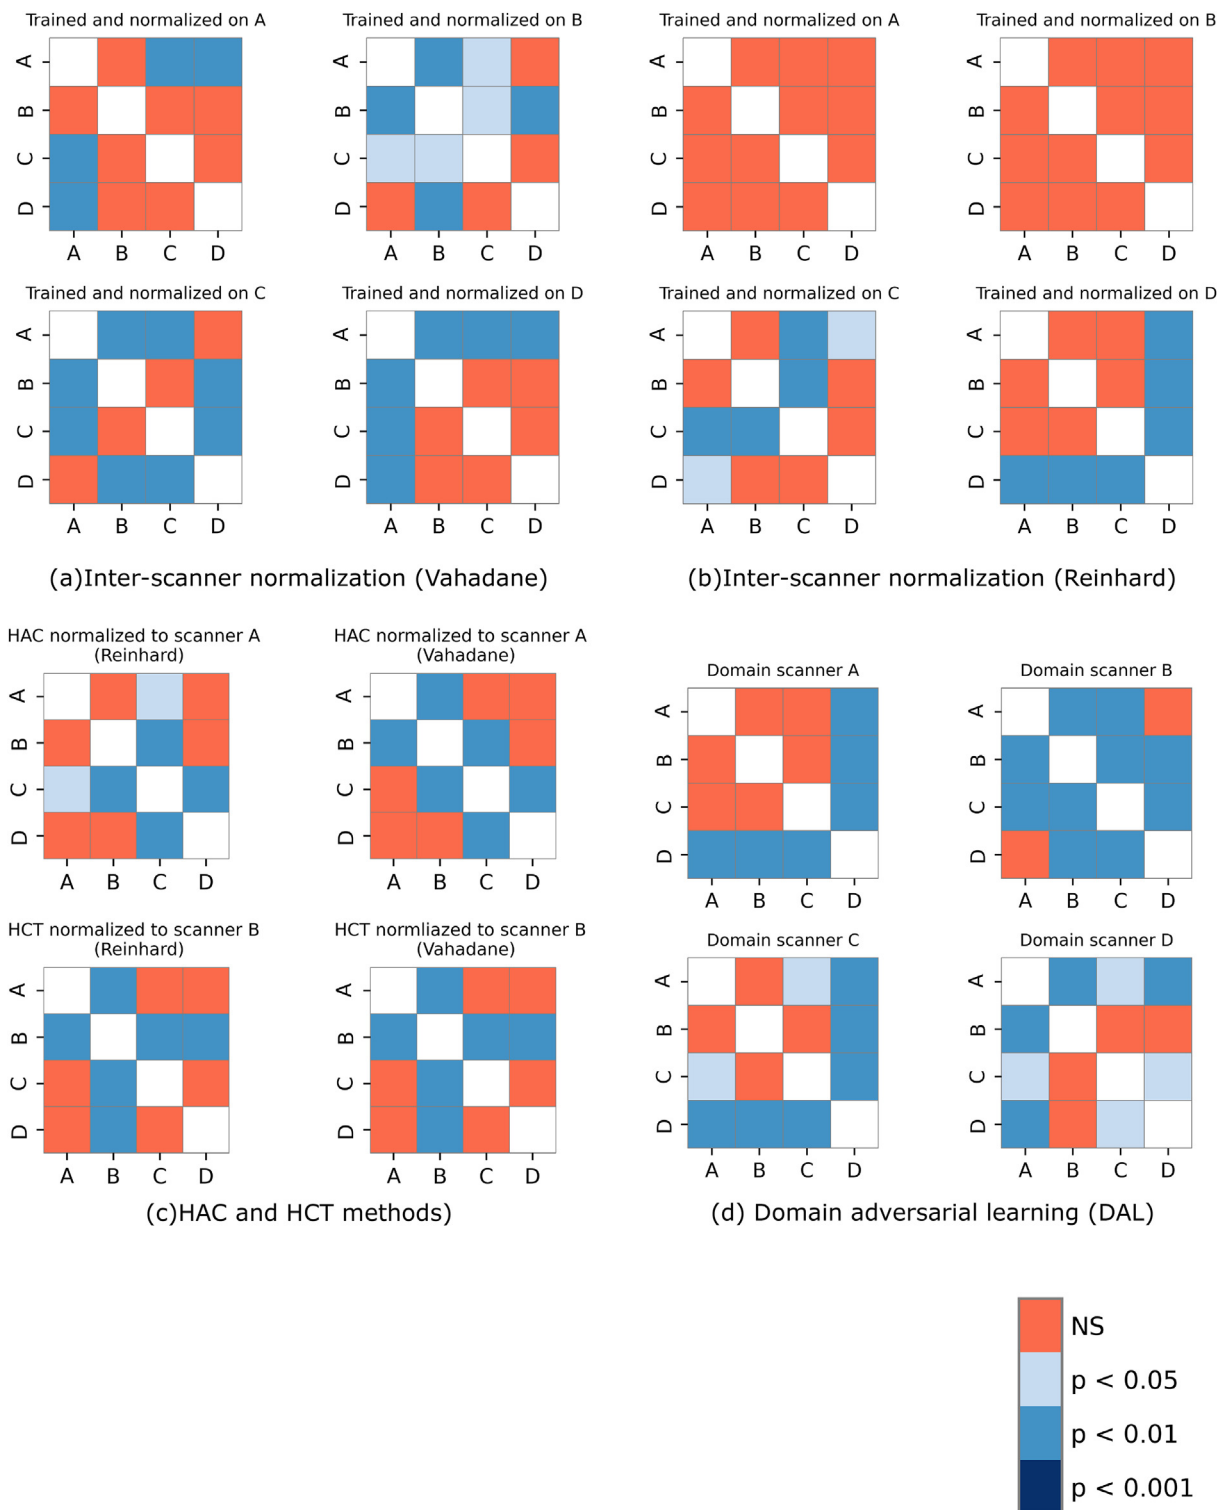 Trained and normalized on A
Trained and normalized on B
A
B
C
D
A B C D
A
B
C
D
A B C D
Trained and normalized on C
Trained and normalized on D
A
B
C
D
A B C D
A
B
C
D
A B C D
(a)Inter-scanner normalization (Vahadane)
Trained and normalized on A
Trained and normalized on B
A
B
C
D
A B C D
A
B
C
D
A B C D
Trained and normalized on C
Trained and normalized on D
A
B
C
D
A B C D
A
B
C
D
A B C D
(b)Inter-scanner normalization (Reinhard)
HAC normalized to scanner A
(Reinhard)
HAC normalized to scanner A
(Vahadane)
A
B
C
D
A B C D
A
B
C
D
A B C D
HCT normalized to scanner B
(Reinhard)
HCT normliazed to scanner B
(Vahadane)
A
B
C
D
A B C D
A
B
C
D
A B C D
(c)HAC and HCT methods)
Domain scanner A
Domain scanner B
A
B
C
D
A B C D
A
B
C
D
A B C D
Domain scanner C
Domain scanner D
A
B
C
D
A B C D
A
B
C
D
A B C D
(d) Domain adversarial learning (DAL)
NS
p < 0.05
p < 0.01
p < 0.001